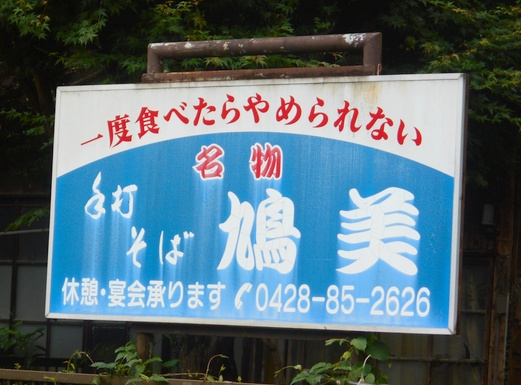 一度食べたらやめられない
名物
手打
そば
鳩美
休憩・宴会承ります 0428-85-2626